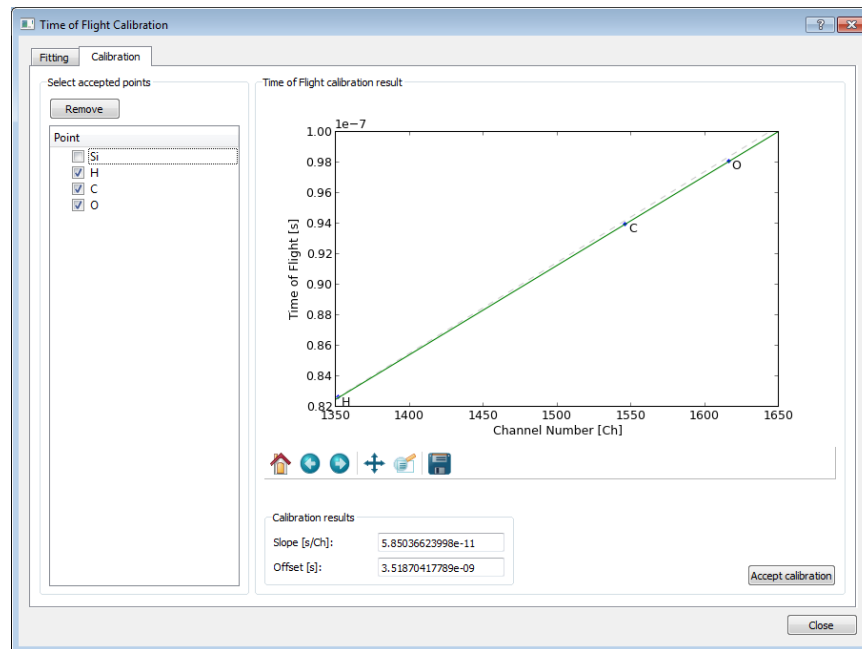 Time of Flight Calibration
Fitting
Calibration
Select accepted points
Remove
Point
Si
H
C
O
Time of Flight calibration result
1e−7
1.00
0.98
0.96
0.94
0.92
0.90
0.88
0.86
0.84
0.82
Time of Flight [s]
O
C
H
1350 1400 1450 1500 1550 1600 1650
Channel Number [Ch]
Calibration results
Slope [s/Ch]: 5.85036623998e-11
Offset [s]: 3.51870417789e-09
Accept calibration
Close